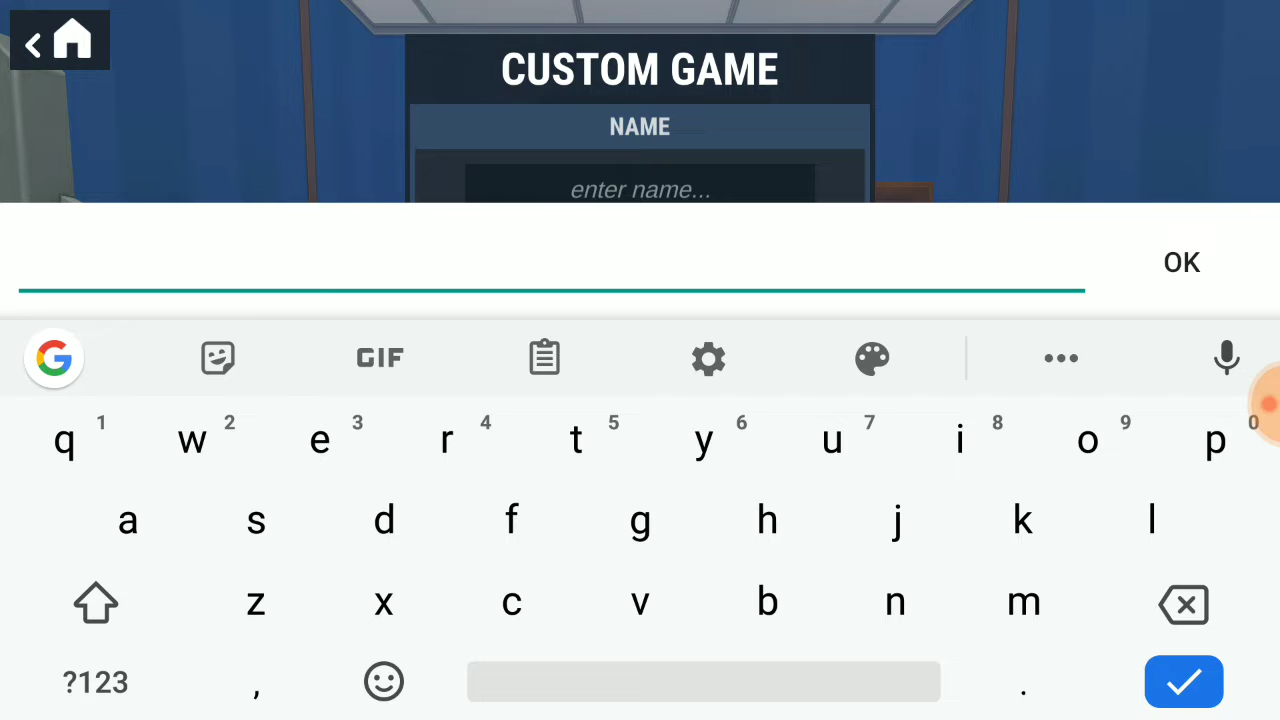 CUSTOM GAME
NAME
enter name...
OK
G GIF
q 1 w 2 e 3 r 4 t 5 y 6 u 7 i 8 o 9 p 0
a s d f g h j k l
z x c v b n m
?123 , .